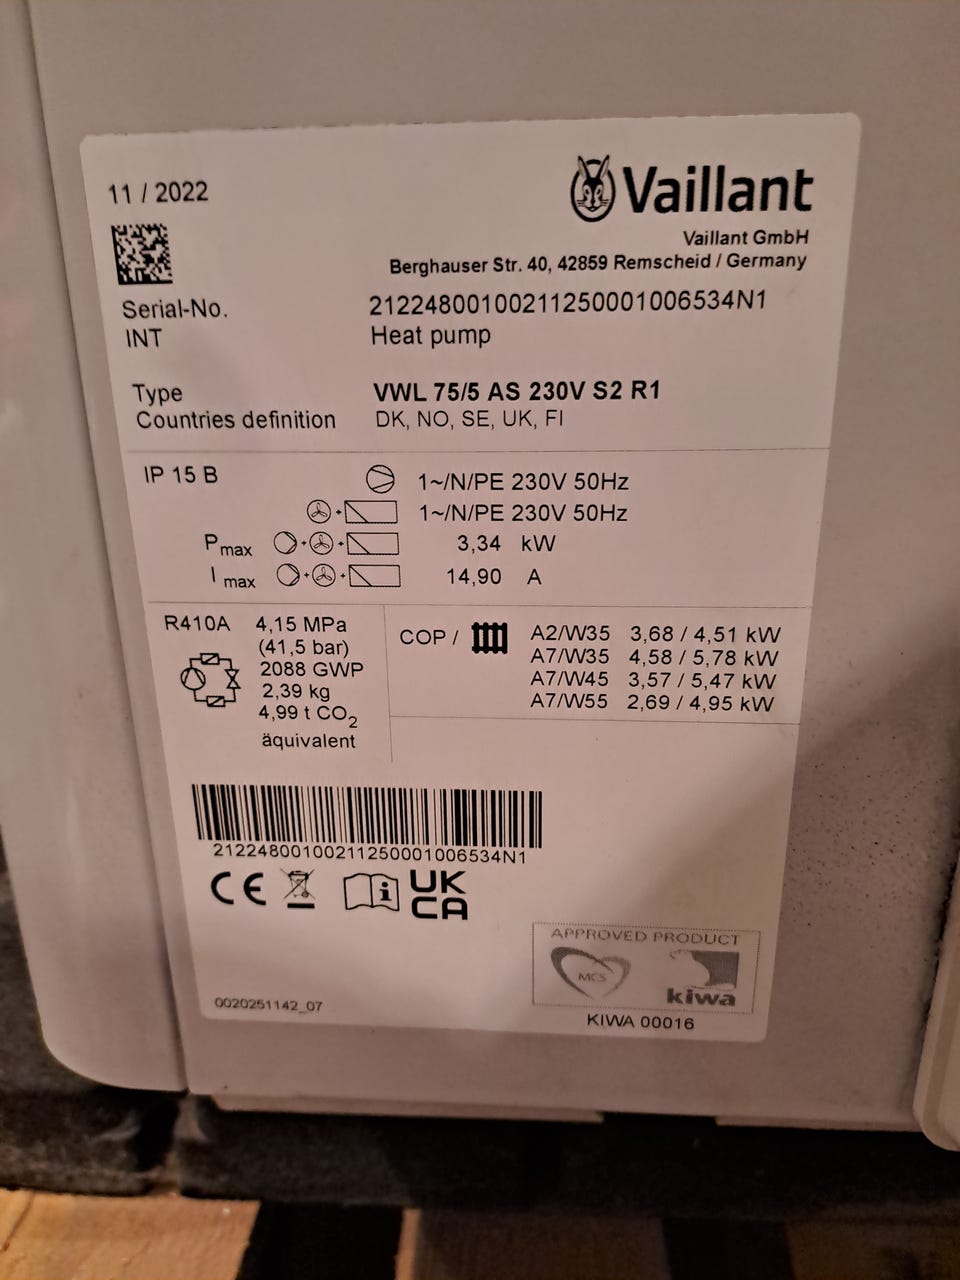 11 / 2022
Vaillant
Vaillant GmbH
Berghauser Str. 40, 42859 Remscheid / Germany
Serial-No. 21224800100211250001006534N1
INT Heat pump
Type VWL 75/5 AS 230V S2 R1
Countries definition DK, NO, SE, UK, FI
IP 15 B 1~/N/PE 230V 50Hz
+ 1~/N/PE 230V 50Hz
Pmax + + 3,34 kW
I max + + 14,90 A
R410A 4,15 MPa
(41,5 bar)
2088 GWP
2,39 kg
4,99 t CO2
äquivalent
COP / A2/W35 3,68 / 4,51 kW
A7/W35 4,58 / 5,78 kW
A7/W45 3,57 / 5,47 kW
A7/W55 2,69 / 4,95 kW
21224800100211250001006534N1
CE i UK
CA
APPROVED PRODUCT
MCS
kiwa
0020251142_07
KIWA 00016